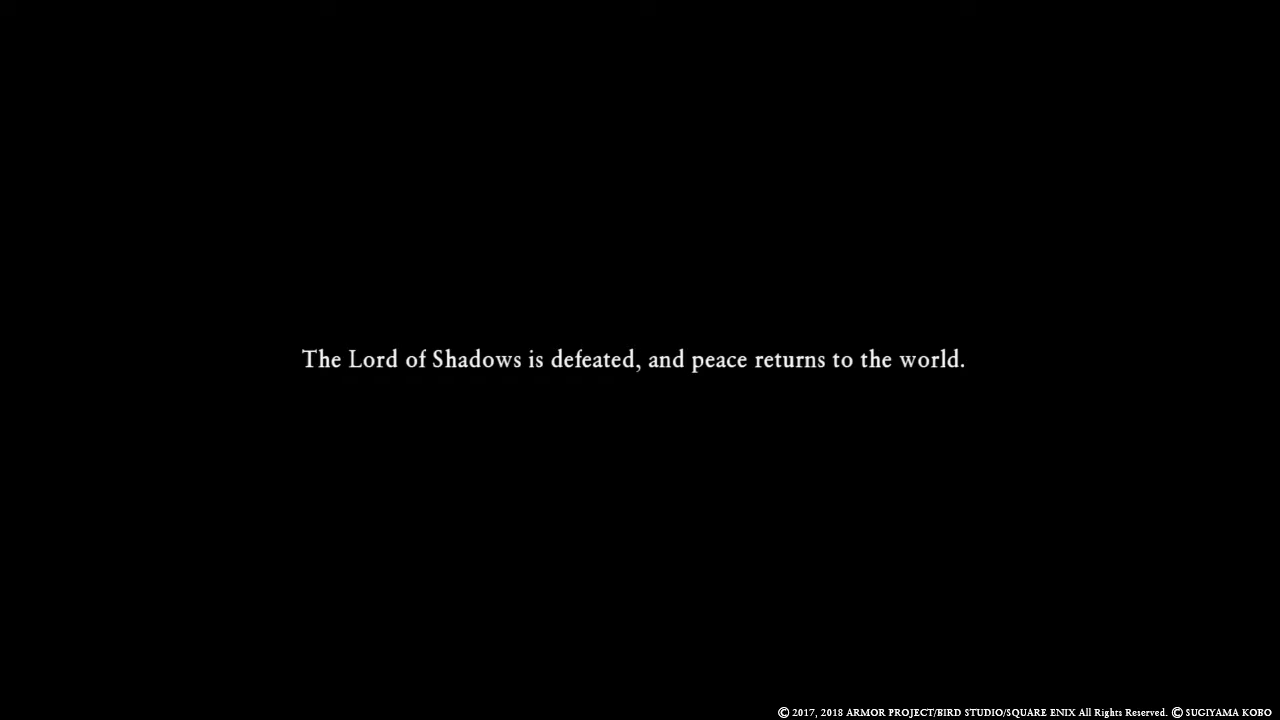 The Lord of Shadows is defeated, and peace returns to the world.
© 2017, 2018 ARMOR PROJECT/BIRD STUDIO/SQUARE ENIX All Rights Reserved. © SUGIYAMA KOBO